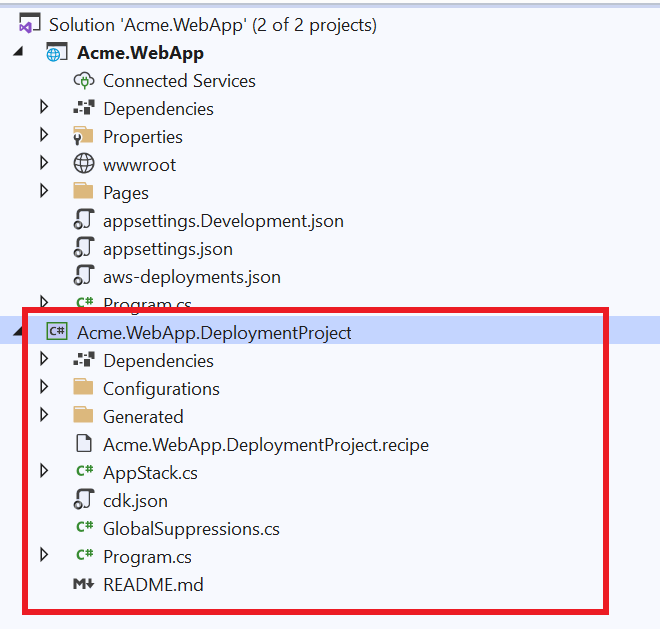 Solution 'Acme.WebApp' (2 of 2 projects)
Acme.WebApp
Connected Services
Dependencies
Properties
wwwroot
Pages
appsettings.Development.json
appsettings.json
aws-deployments.json
C# Program.cs
C# Acme.WebApp.DeploymentProject
Dependencies
Configurations
Generated
Acme.WebApp.DeploymentProject.recipe
C# AppStack.cs
cdk.json
C# GlobalSuppressions.cs
C# Program.cs
M README.md